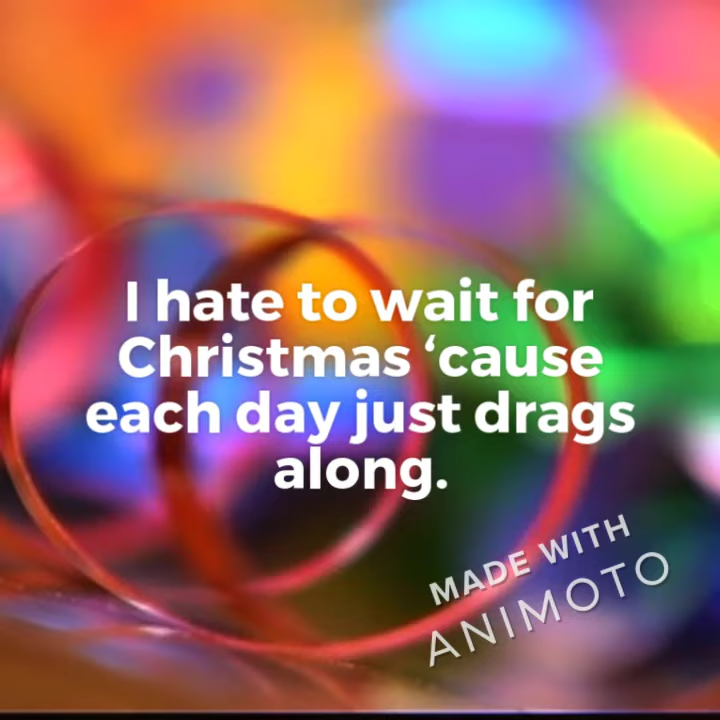 I hate to wait for
Christmas ‘cause
each day just drags
along.
MADE WITH
ANIMOTO